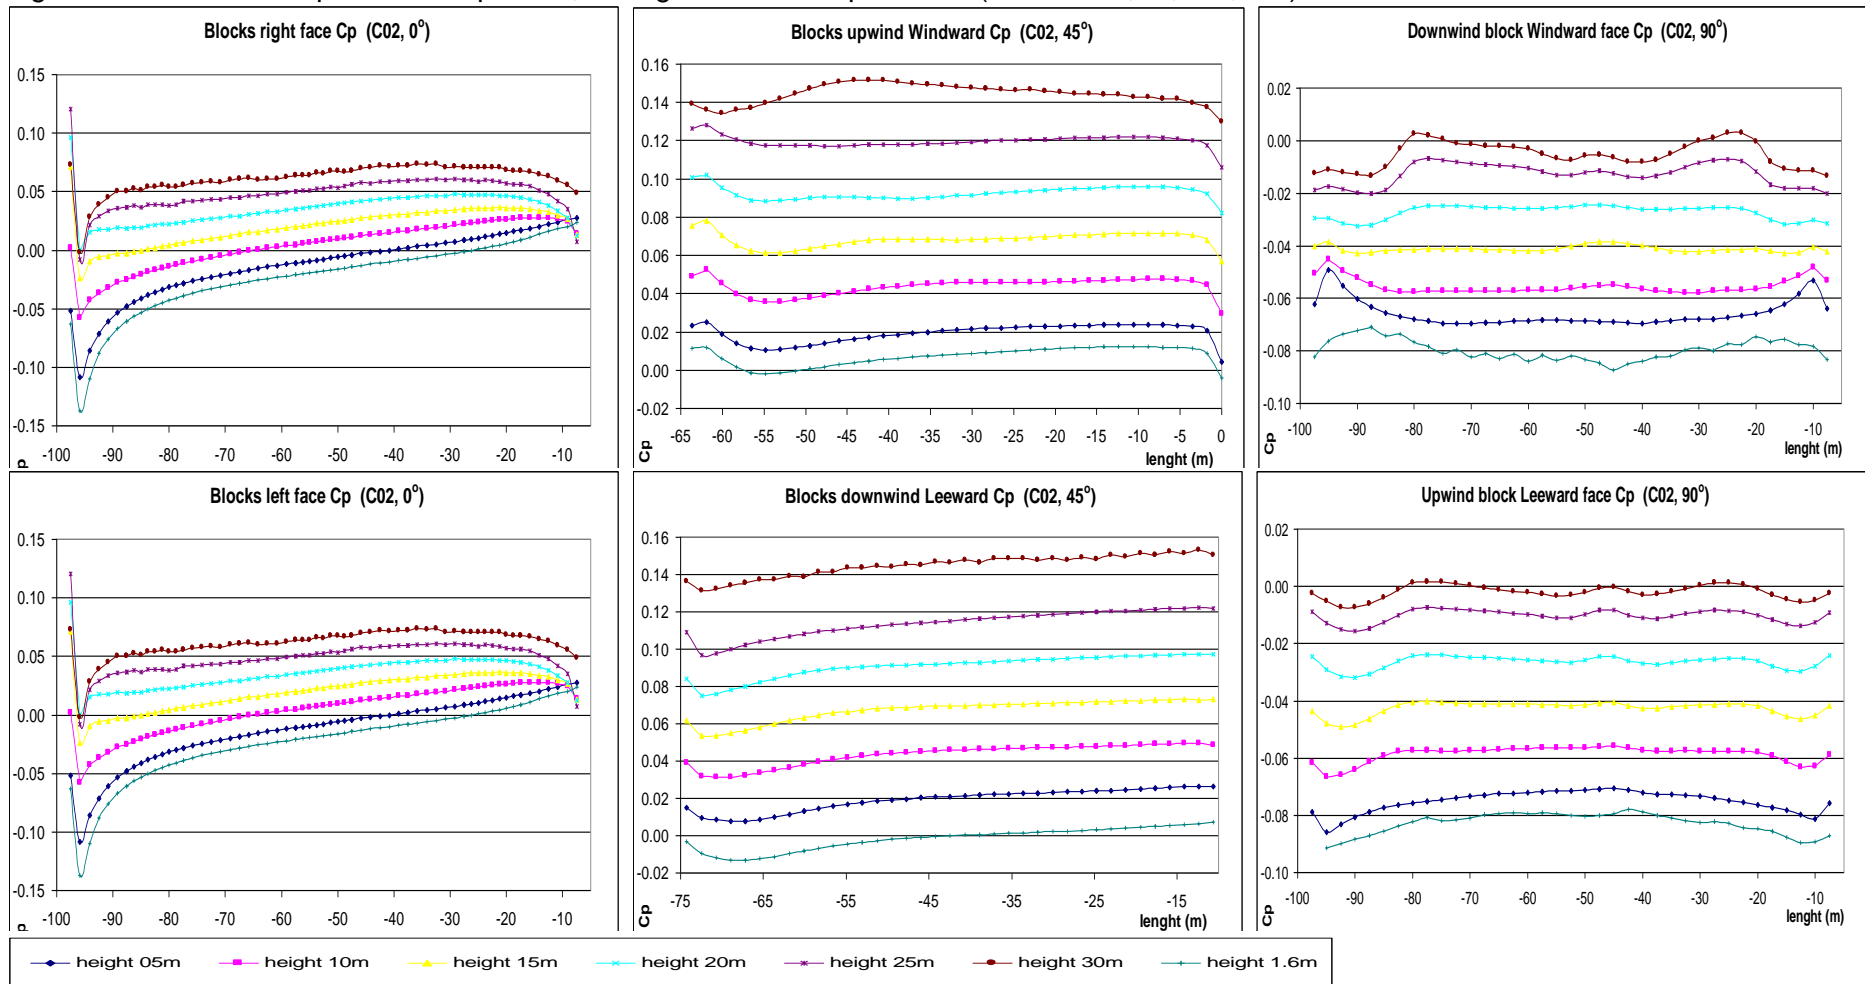 Blocks right face Cp (C02, 0°)
0.15
0.10
0.05
0.00
-0.05
-0.10
-0.15
-100 -90 -80 -70 -60 -50 -40 -30 -20 -10
p
Blocks upwind Windward Cp (C02, 45°)
0.16
0.14
0.12
0.10
0.08
0.06
0.04
0.02
0.00
-0.02
-65 -60 -55 -50 -45 -40 -35 -30 -25 -20 -15 -10 -5 0
Cp
lenght (m)
Downwind block Windward face Cp (C02, 90°)
0.02
0.00
-0.02
-0.04
-0.06
-0.08
-0.10
-100 -90 -80 -70 -60 -50 -40 -30 -20 -10
Cp
lenght (m)
Blocks left face Cp (C02, 0°)
0.15
0.10
0.05
0.00
-0.05
-0.10
-0.15
-100 -90 -80 -70 -60 -50 -40 -30 -20 -10
p
Blocks downwind Leeward Cp (C02, 45°)
0.16
0.14
0.12
0.10
0.08
0.06
0.04
0.02
0.00
-0.02
-75 -65 -55 -45 -35 -25 -15
Cp
lenght (m)
Upwind block Leeward face Cp (C02, 90°)
0.02
0.00
-0.02
-0.04
-0.06
-0.08
-0.10
-100 -90 -80 -70 -60 -50 -40 -30 -20 -10
Cp
lenght (m)
height 05m height 10m height 15m height 20m height 25m height 30m height 1.6m